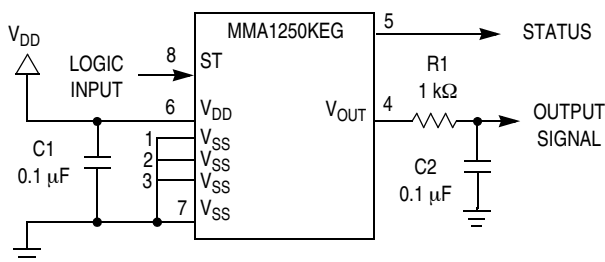 MMA1250KEG
5
STATUS
V_DD
LOGIC
INPUT
8
ST
R1
1 kΩ
6
V_DD
V_OUT
4
OUTPUT
SIGNAL
1
V_SS
2
V_SS
3
V_SS
7
V_SS
C1
0.1 μF
C2
0.1 μF